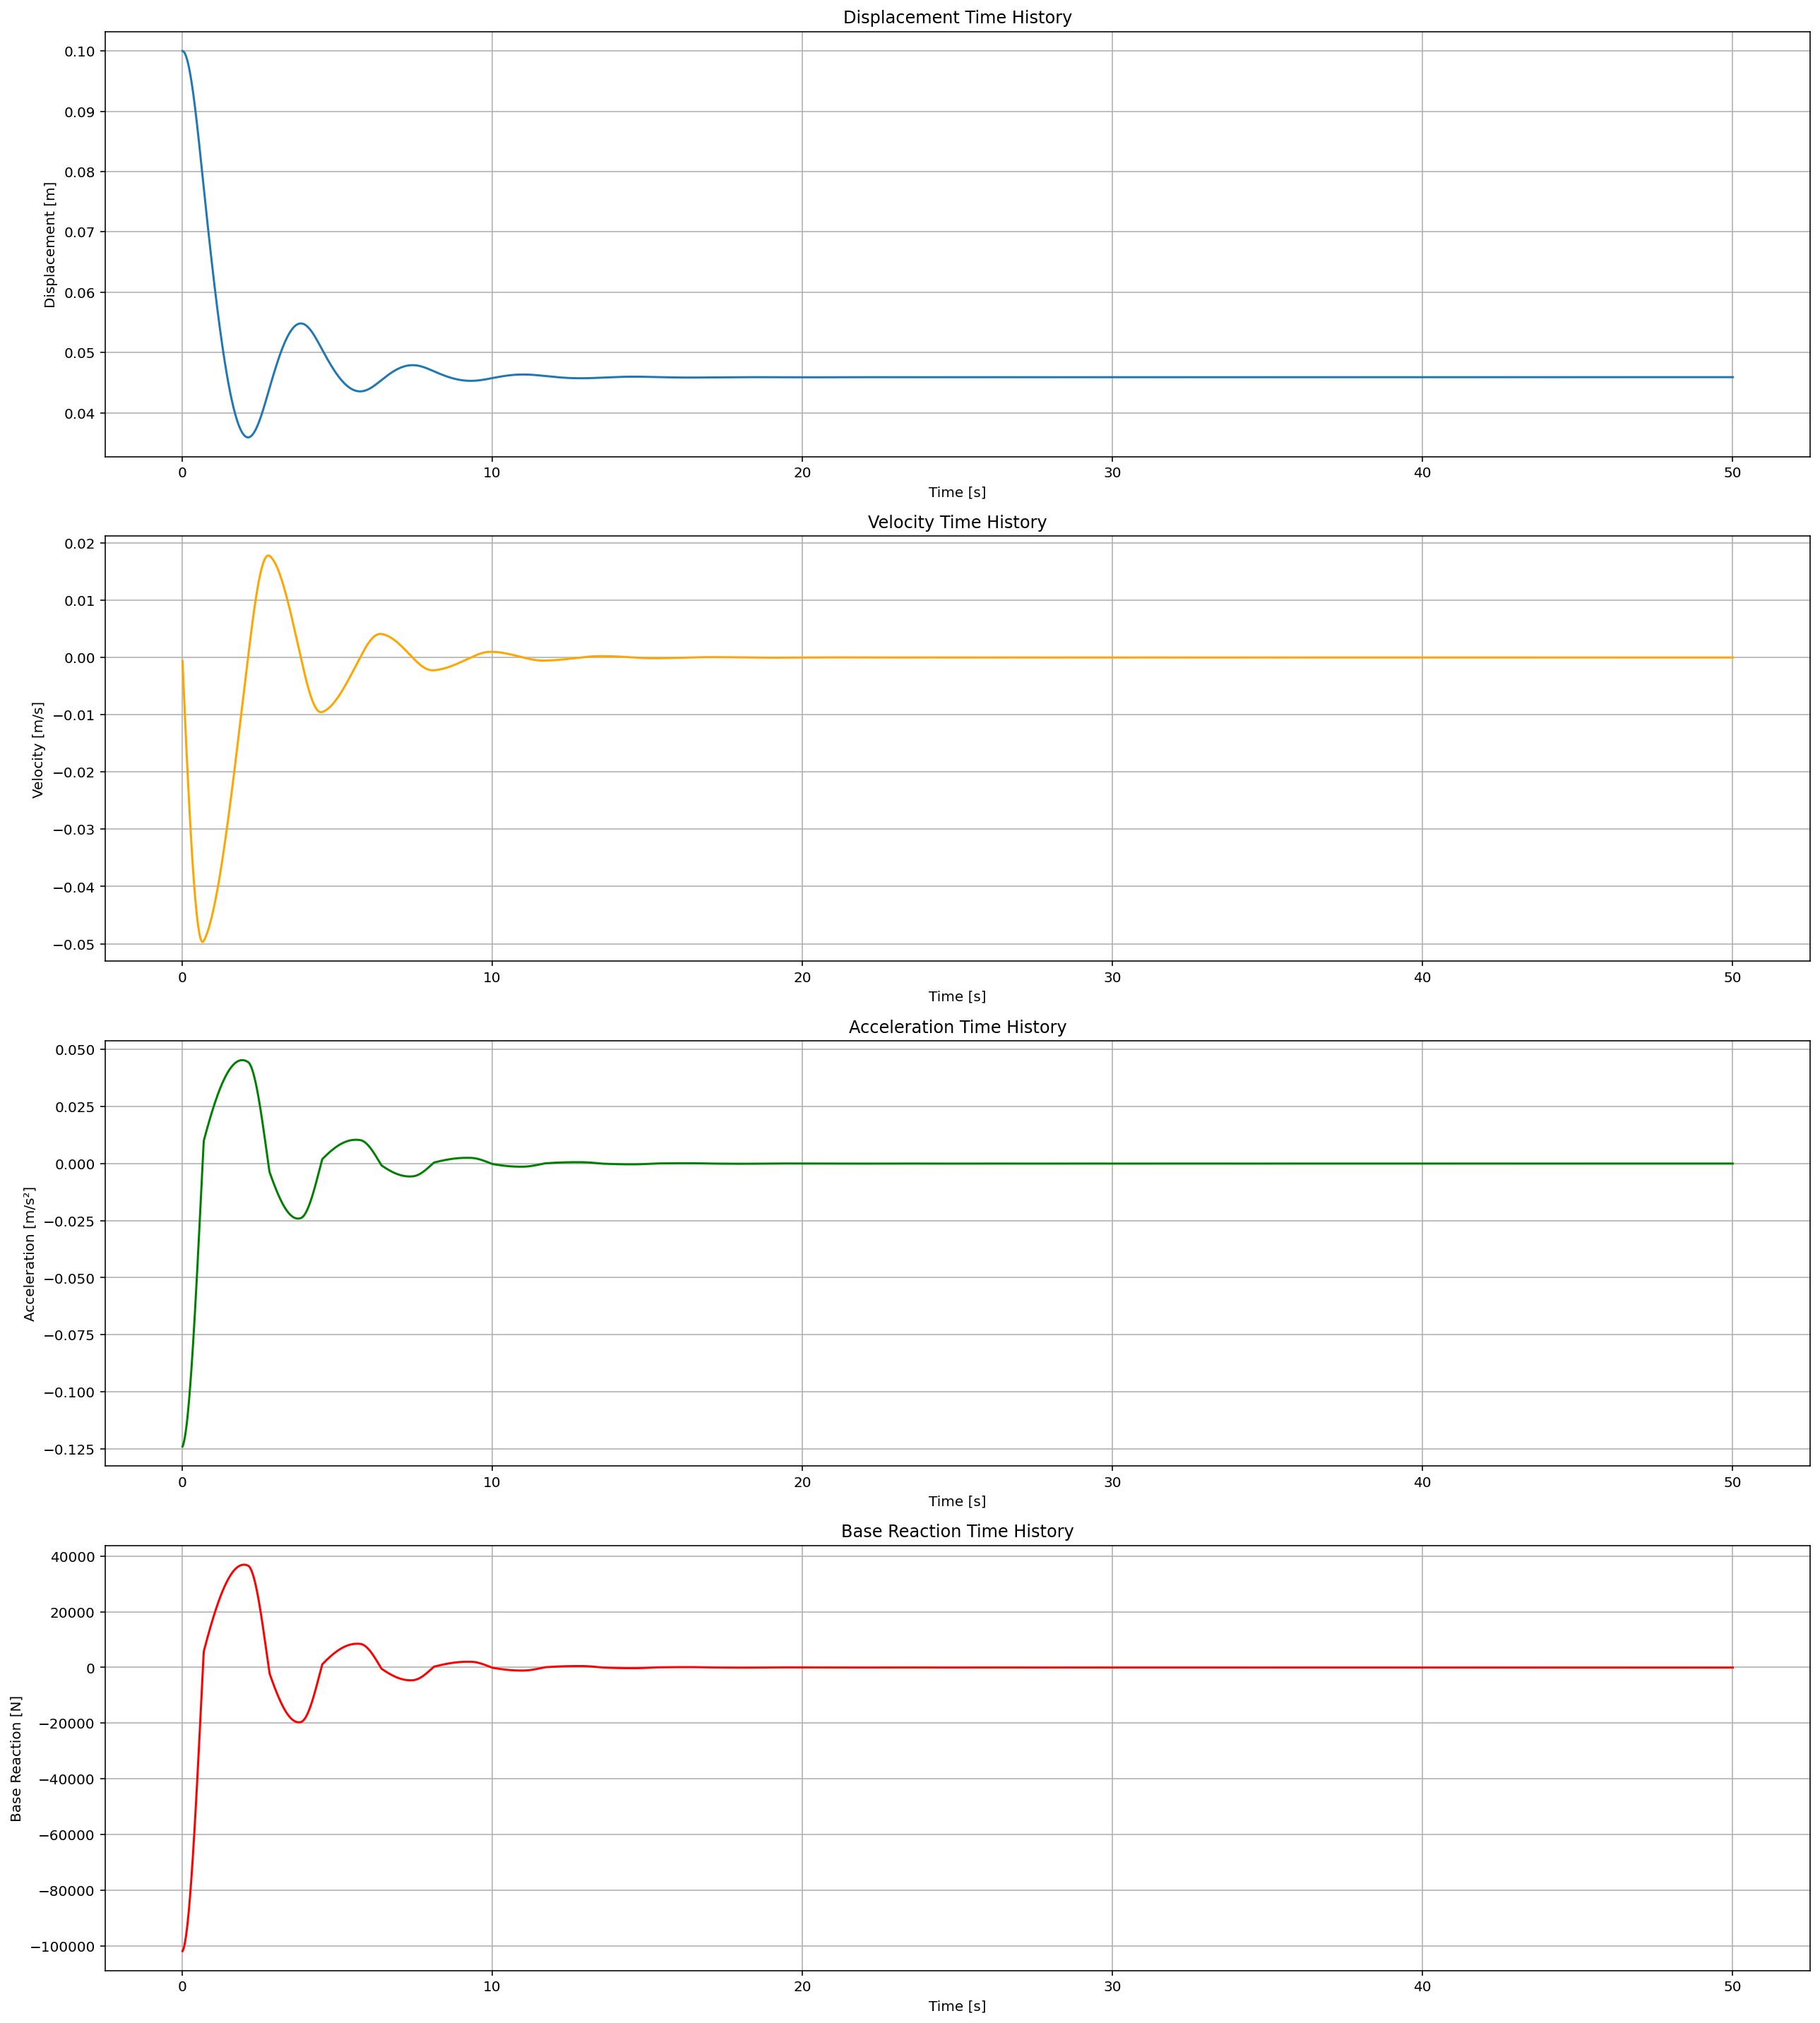 Displacement Time History
Displacement [m]
0.10
0.09
0.08
0.07
0.06
0.05
0.04
0 10 20 30 40 50
Time [s]
Velocity Time History
Velocity [m/s]
0.02
0.01
0.00
−0.01
−0.02
−0.03
−0.04
−0.05
0 10 20 30 40 50
Time [s]
Acceleration Time History
Acceleration [m/s²]
0.050
0.025
0.000
−0.025
−0.050
−0.075
−0.100
−0.125
0 10 20 30 40 50
Time [s]
Base Reaction Time History
Base Reaction [N]
40000
20000
0
−20000
−40000
−60000
−80000
−100000
0 10 20 30 40 50
Time [s]